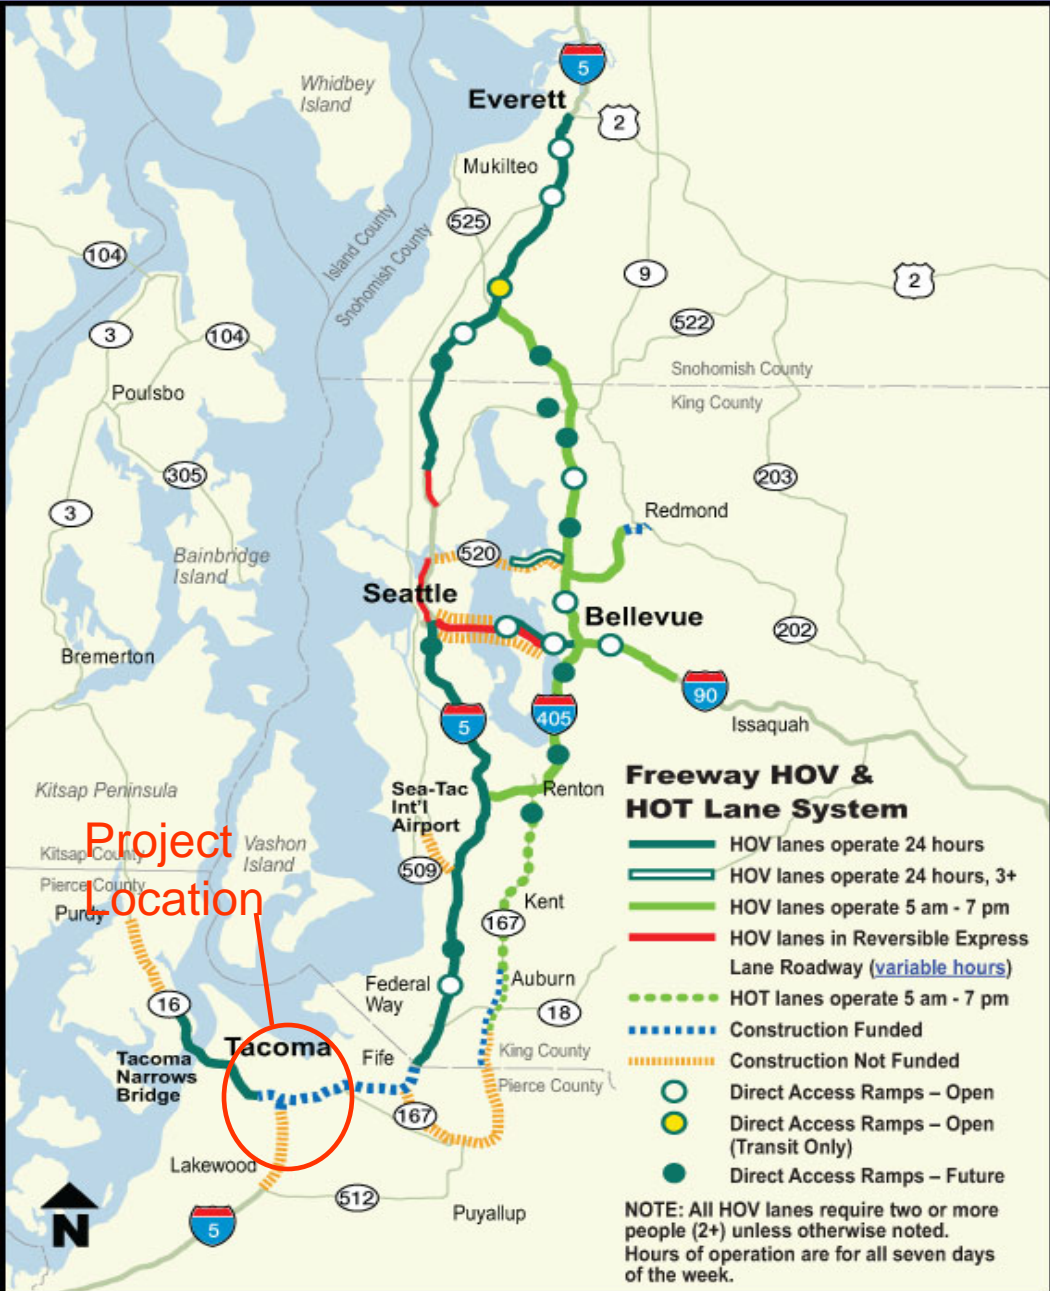 Whidbey
Island
5
Everett
2
Mukilteo
525
Island County
Snohomish County
104
9
2
3
104
522
Snohomish County
King County
Poulsbo
305
203
3
Redmond
Bainbridge
Island
520
Seattle
Bellevue
202
Bremerton
90
5
405
Issaquah
Kitsap Peninsula
Sea-Tac
Int'l
Airport
Renton
Vashon
Island
Kitsap County
Pierce County
Purdy
Project
Location
509
Kent
167
16
Federal
Way
Auburn
18
Tacoma
Fife
King County
Pierce County
Tacoma
Narrows
Bridge
167
Lakewood
512
Puyallup
5
N
Freeway HOV &
HOT Lane System
HOV lanes operate 24 hours
HOV lanes operate 24 hours, 3+
HOV lanes operate 5 am - 7 pm
HOV lanes in Reversible Express
Lane Roadway (variable hours)
HOT lanes operate 5 am - 7 pm
Construction Funded
Construction Not Funded
Direct Access Ramps – Open
Direct Access Ramps – Open
(Transit Only)
Direct Access Ramps – Future
NOTE: All HOV lanes require two or more
people (2+) unless otherwise noted.
Hours of operation are for all seven days
of the week.